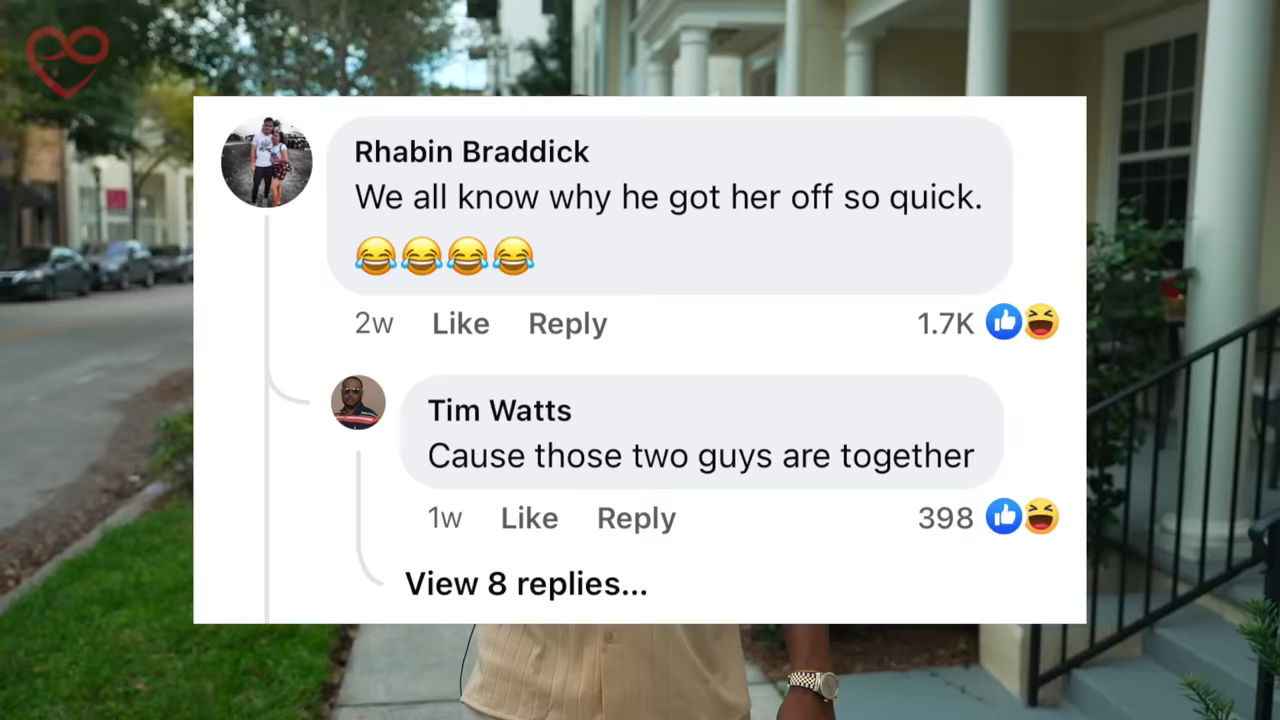 Rhabin Braddick
We all know why he got her off so quick.
😂😂😂😂
2w Like Reply 1.7K
Tim Watts
Cause those two guys are together
1w Like Reply 398
View 8 replies...